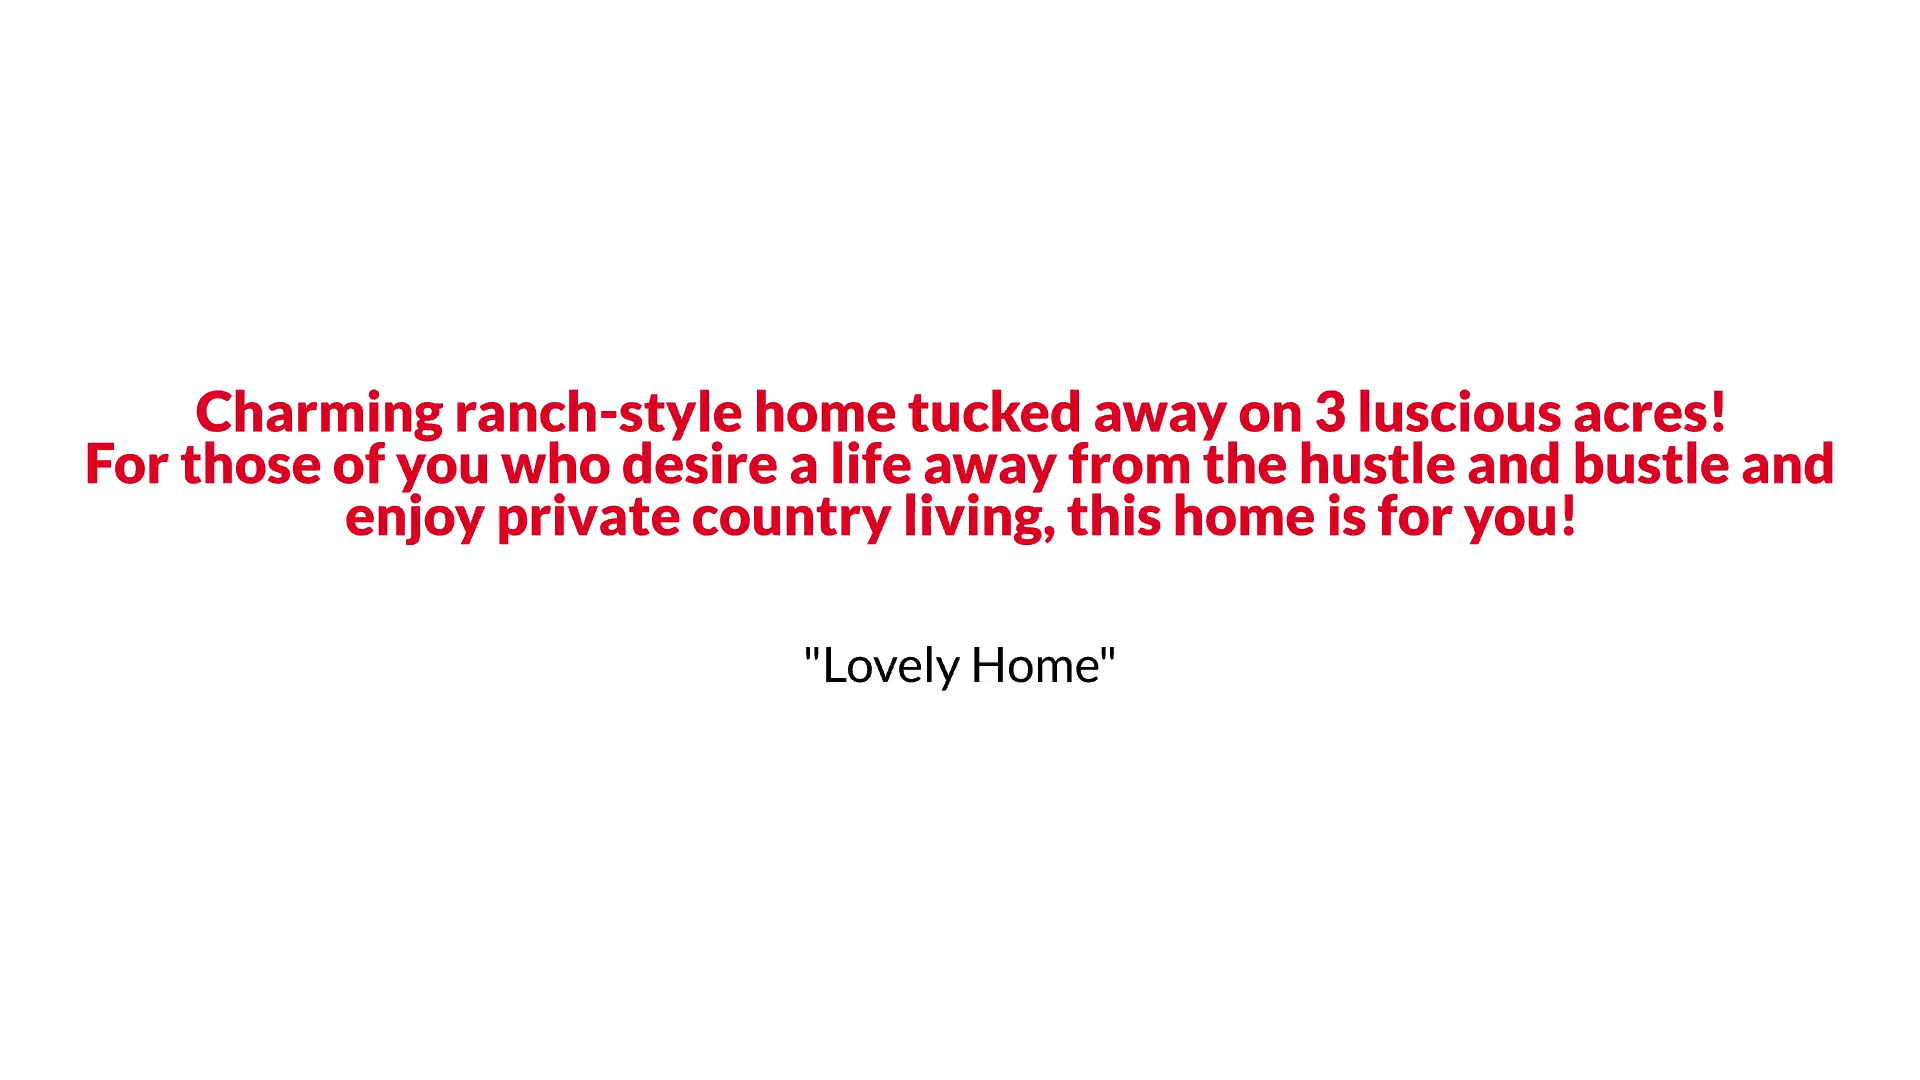 Charming ranch-style home tucked away on 3 luscious acres!
For those of you who desire a life away from the hustle and bustle and
enjoy private country living, this home is for you!
"Lovely Home"